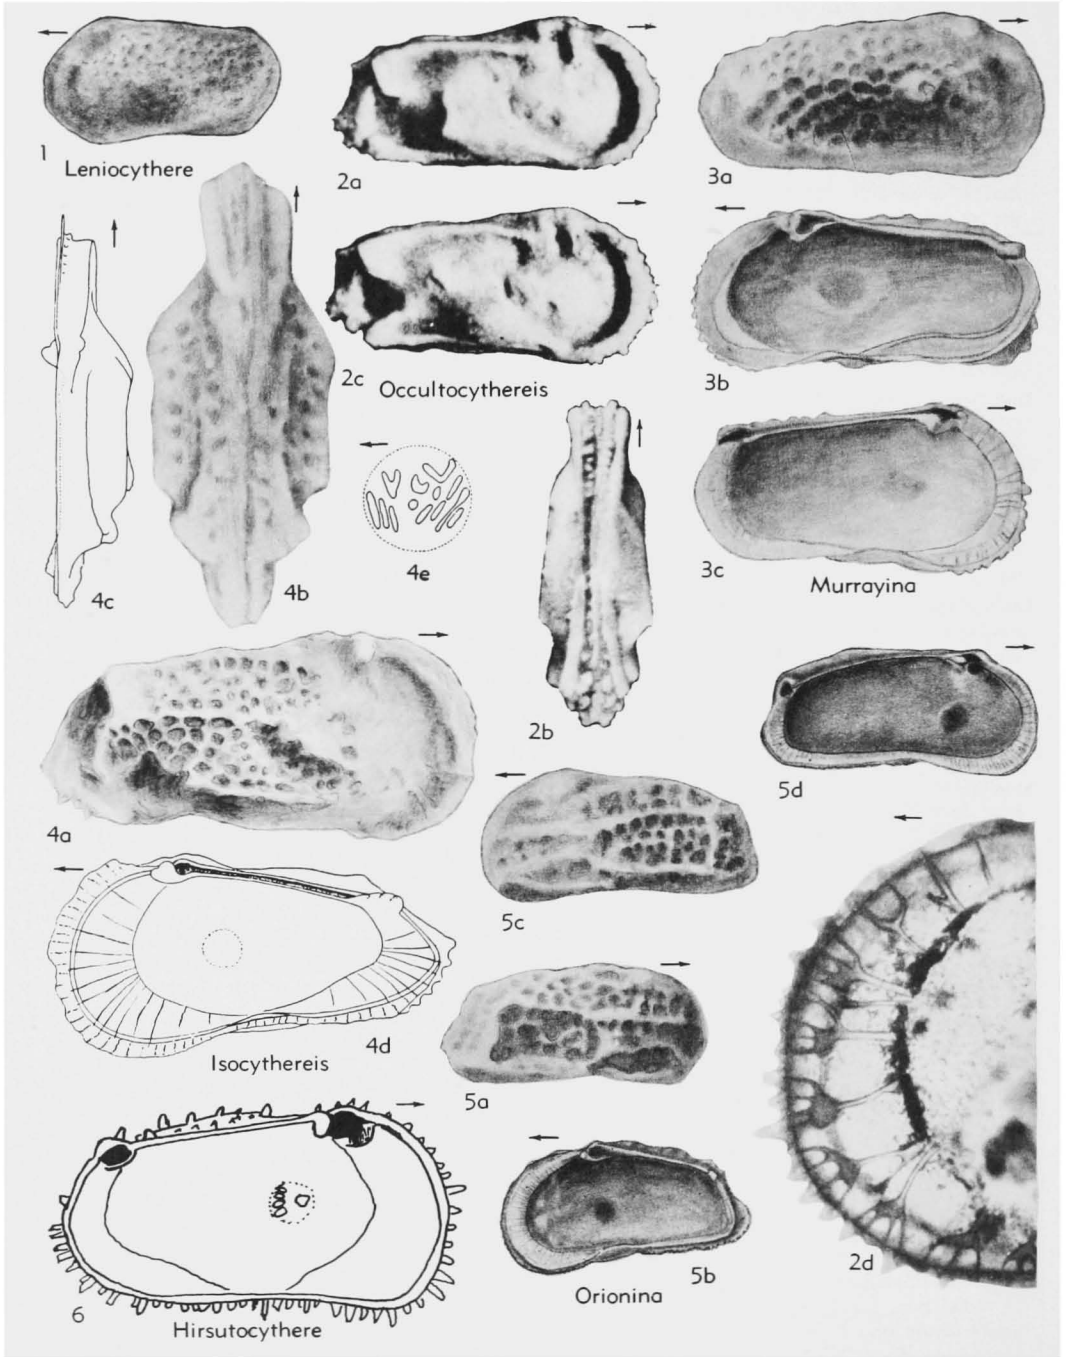 1
Leniocythere
2a
3a
2c
Occultocythereis
3b
4c
4b
4e
3c
Murrayina
2b
4a
5d
5c
4d
Isocythereis
5a
2d
5b
Orionina
6
Hirsutocythere